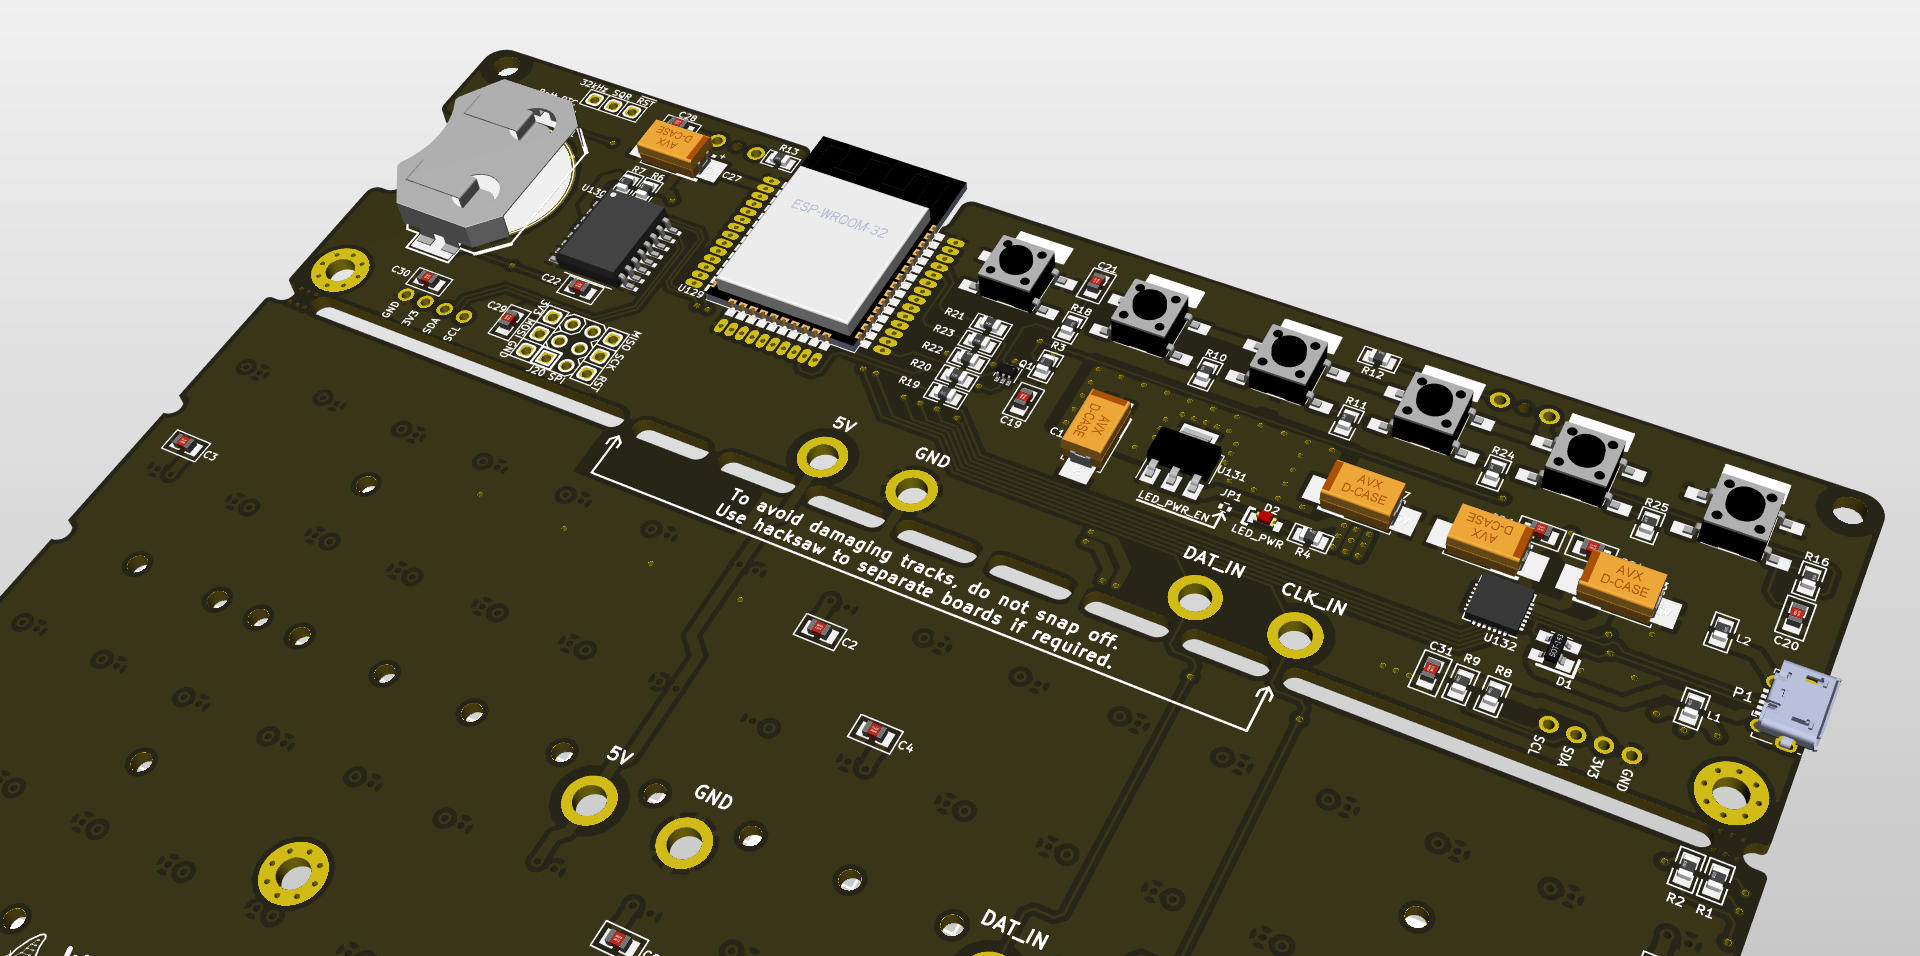 32kHz SQR RST
C28
AVX
D-CASE
C27
R13
R7
R6
U130
ESP-WROOM-32
U129
C30
C22
C29
GND
3V3
SDA
SCL
3V3
MOSI
GND
MISO
SCK
RST
J20 SPI
C21
R18
R21
R23
R22
R20
R19
R3
Q1
C19
R10
R12
R11
R24
R25
R16
C20
AVX
D-CASE
U131
JP1
LED_PWR_EN
D2
LED_PWR
R4
AVX
D-CASE
AVX
D-CASE
AVX
D-CASE
U132
D1
C31
R9
R8
L2
L1
P1
SCL
SDA
3V3
GND
5V
GND
DAT_IN
CLK_IN
To avoid damaging tracks, do not snap off.
Use hacksaw to separate boards if required.
C3
C2
C4
5V
GND
DAT_IN
R2
R1